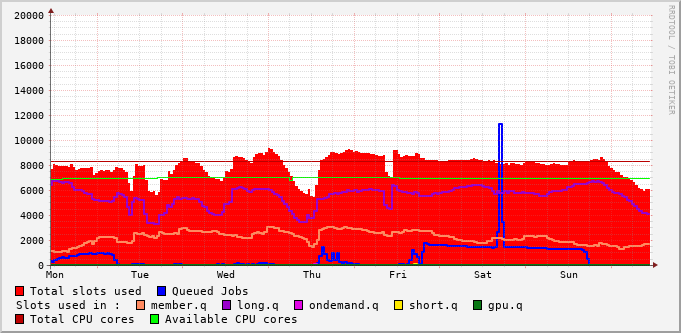 RRDTOOL / TOBI OETIKER
20000
18000
16000
14000
12000
10000
8000
6000
4000
2000
0
Mon Tue Wed Thu Fri Sat Sun
Total slots used Queued Jobs
Slots used in : member.q long.q ondemand.q short.q gpu.q
Total CPU cores Available CPU cores